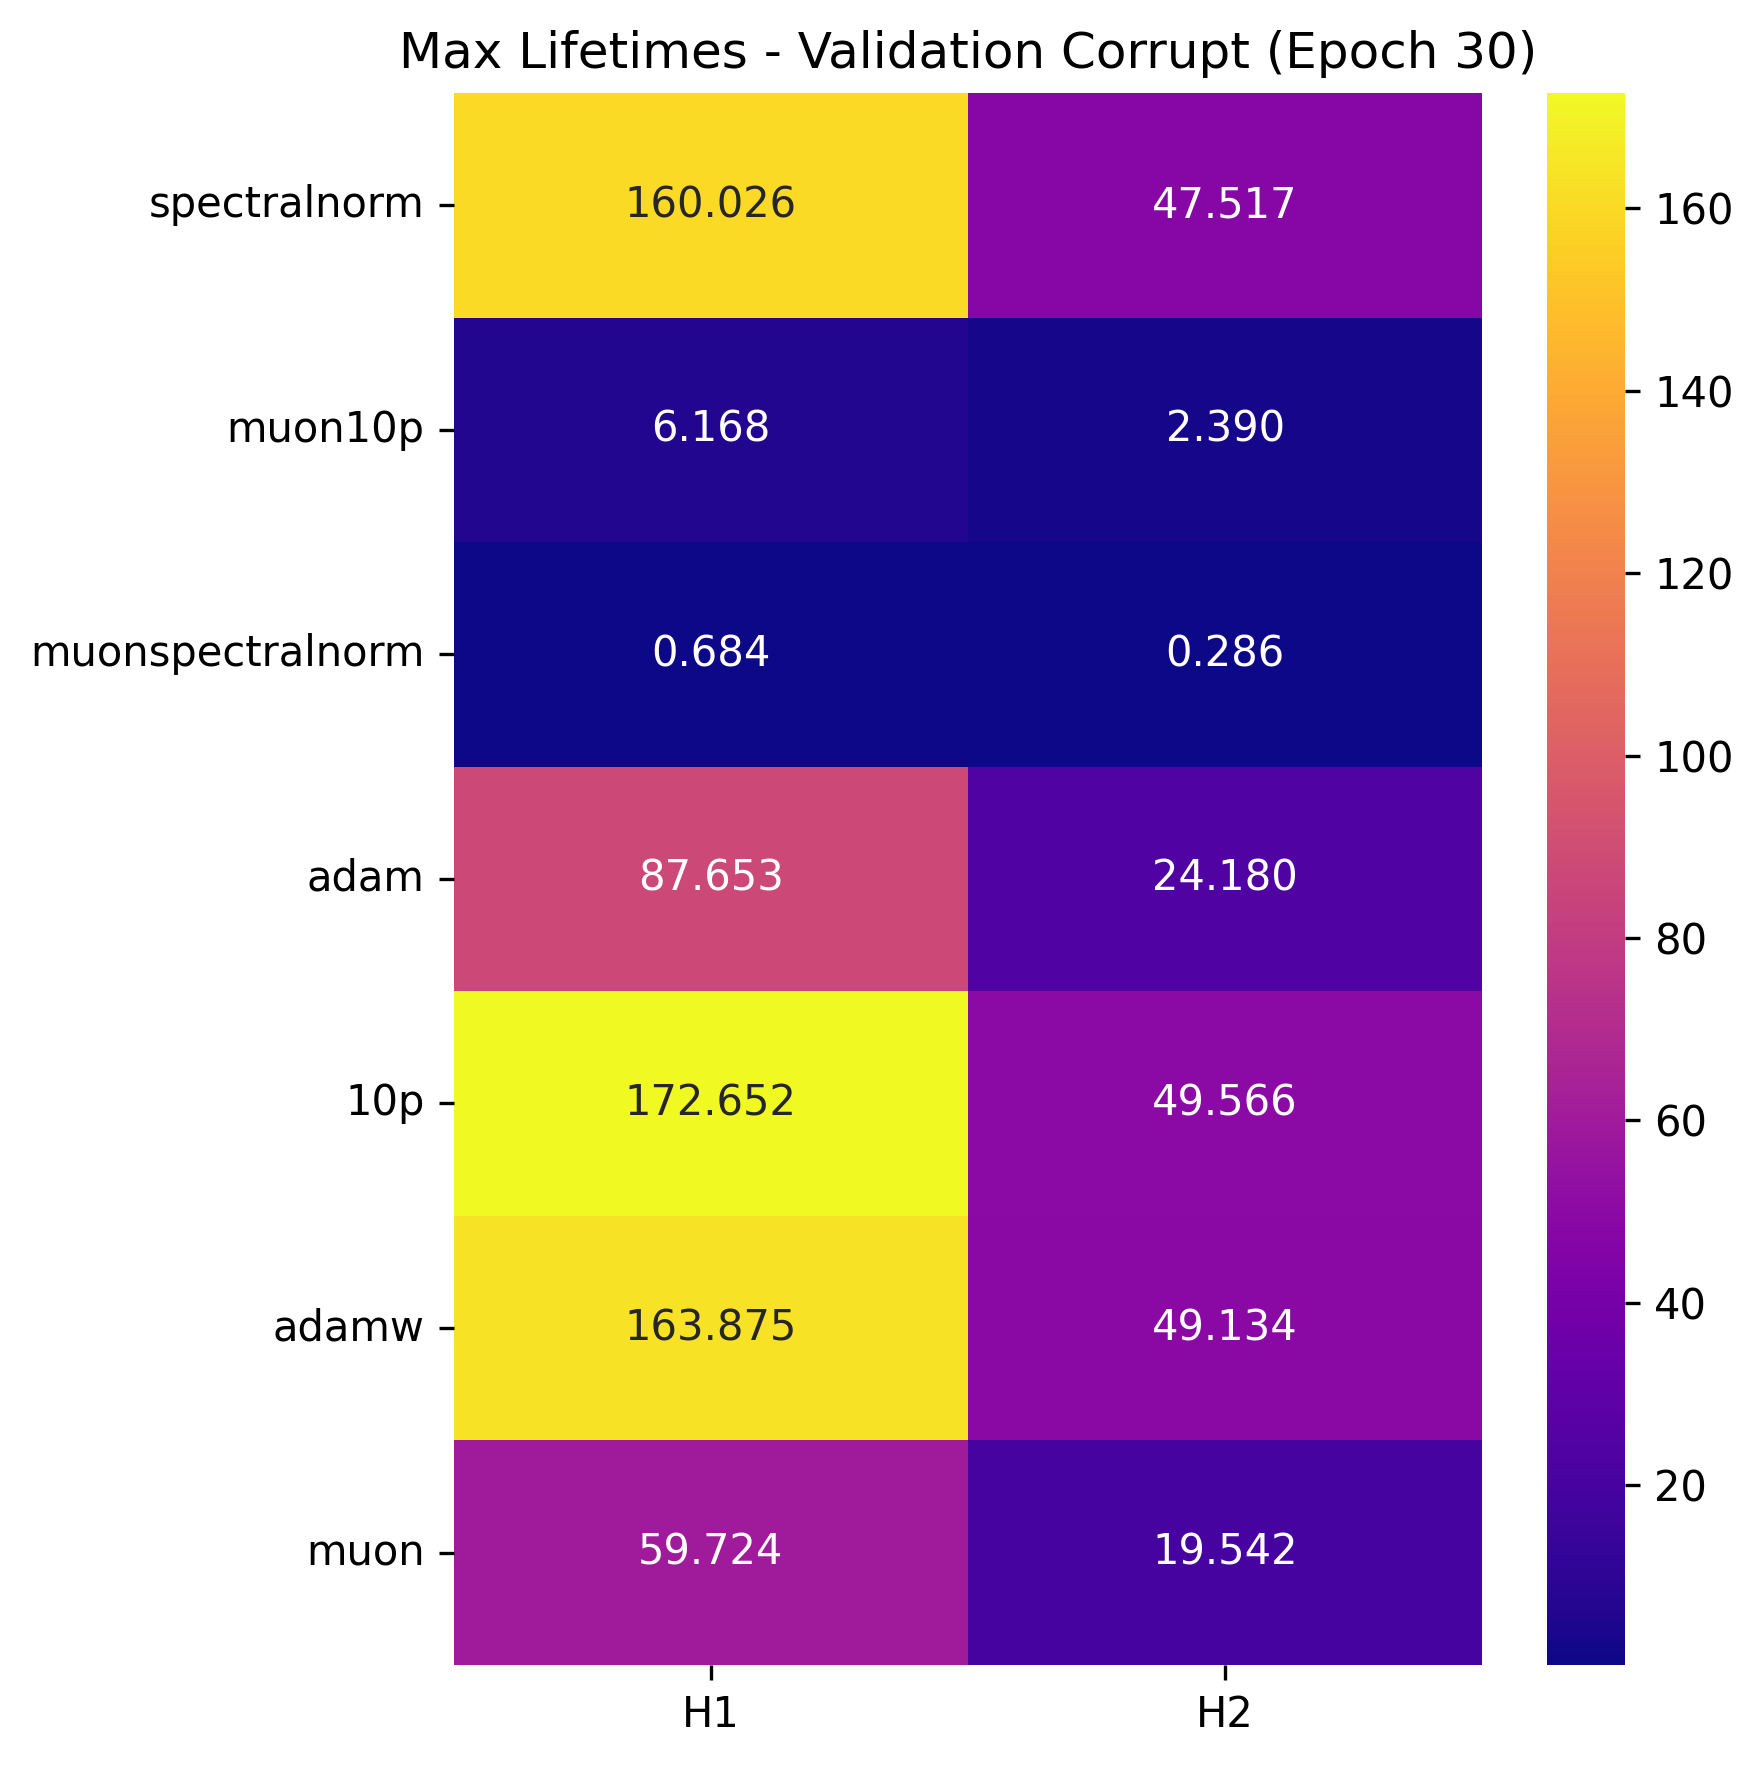 Max Lifetimes - Validation Corrupt (Epoch 30)
spectralnorm 160.026 47.517
muon10p 6.168 2.390
muonspectralnorm 0.684 0.286
adam 87.653 24.180
10p 172.652 49.566
adamw 163.875 49.134
muon 59.724 19.542
H1 H2
160
140
120
100
80
60
40
20